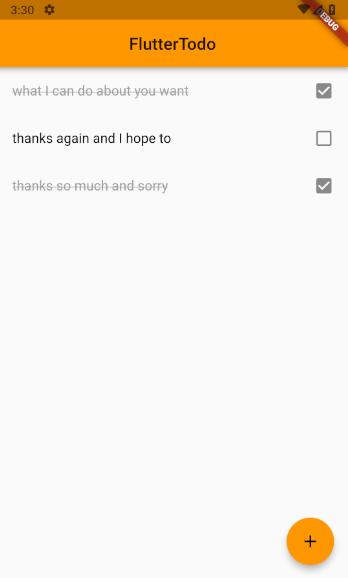 3:30
DEBUG
FlutterTodo
what I can do about you want
thanks again and I hope to
thanks so much and sorry